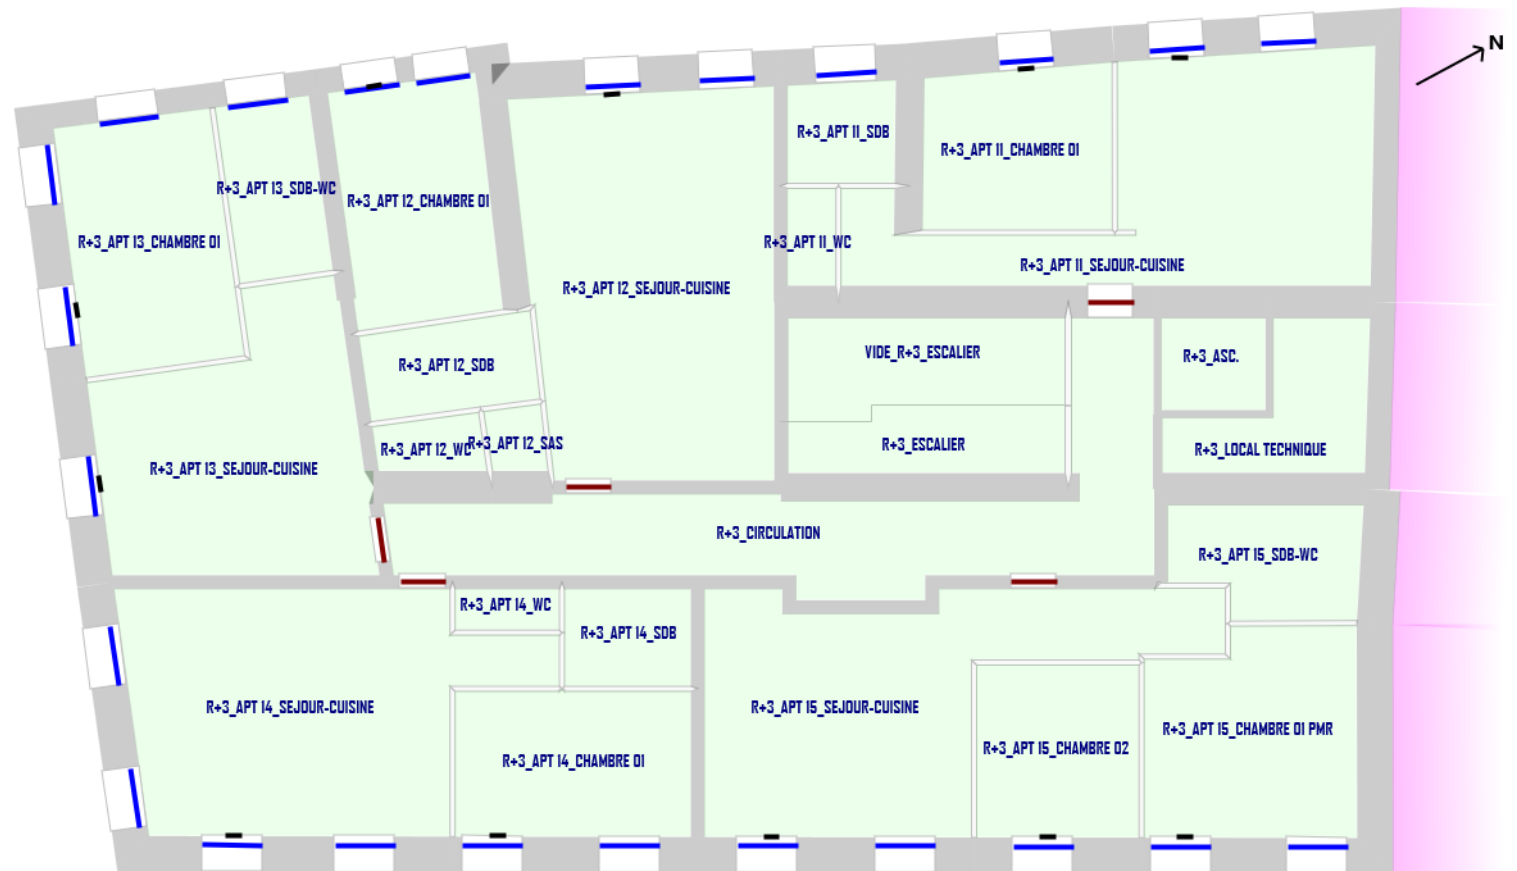 N
R+3_APT 11_SDB
R+3_APT 11_CHAMBRE 01
R+3_APT 13_SDB-WC
R+3_APT 12_CHAMBRE 01
R+3_APT 13_CHAMBRE 01
R+3_APT 11_WC
R+3_APT 11_SEJOUR-CUISINE
R+3_APT 12_SEJOUR-CUISINE
VIDE_R+3_ESCALIER
R+3_ASC.
R+3_APT 12_SDB
R+3_APT 12_WC
R+3_APT 12_SAS
R+3_ESCALIER
R+3_LOCAL TECHNIQUE
R+3_APT 13_SEJOUR-CUISINE
R+3_CIRCULATION
R+3_APT 15_SDB-WC
R+3_APT 14_WC
R+3_APT 14_SDB
R+3_APT 14_SEJOUR-CUISINE
R+3_APT 15_SEJOUR-CUISINE
R+3_APT 15_CHAMBRE 01 PMR
R+3_APT 15_CHAMBRE 02
R+3_APT 14_CHAMBRE 01